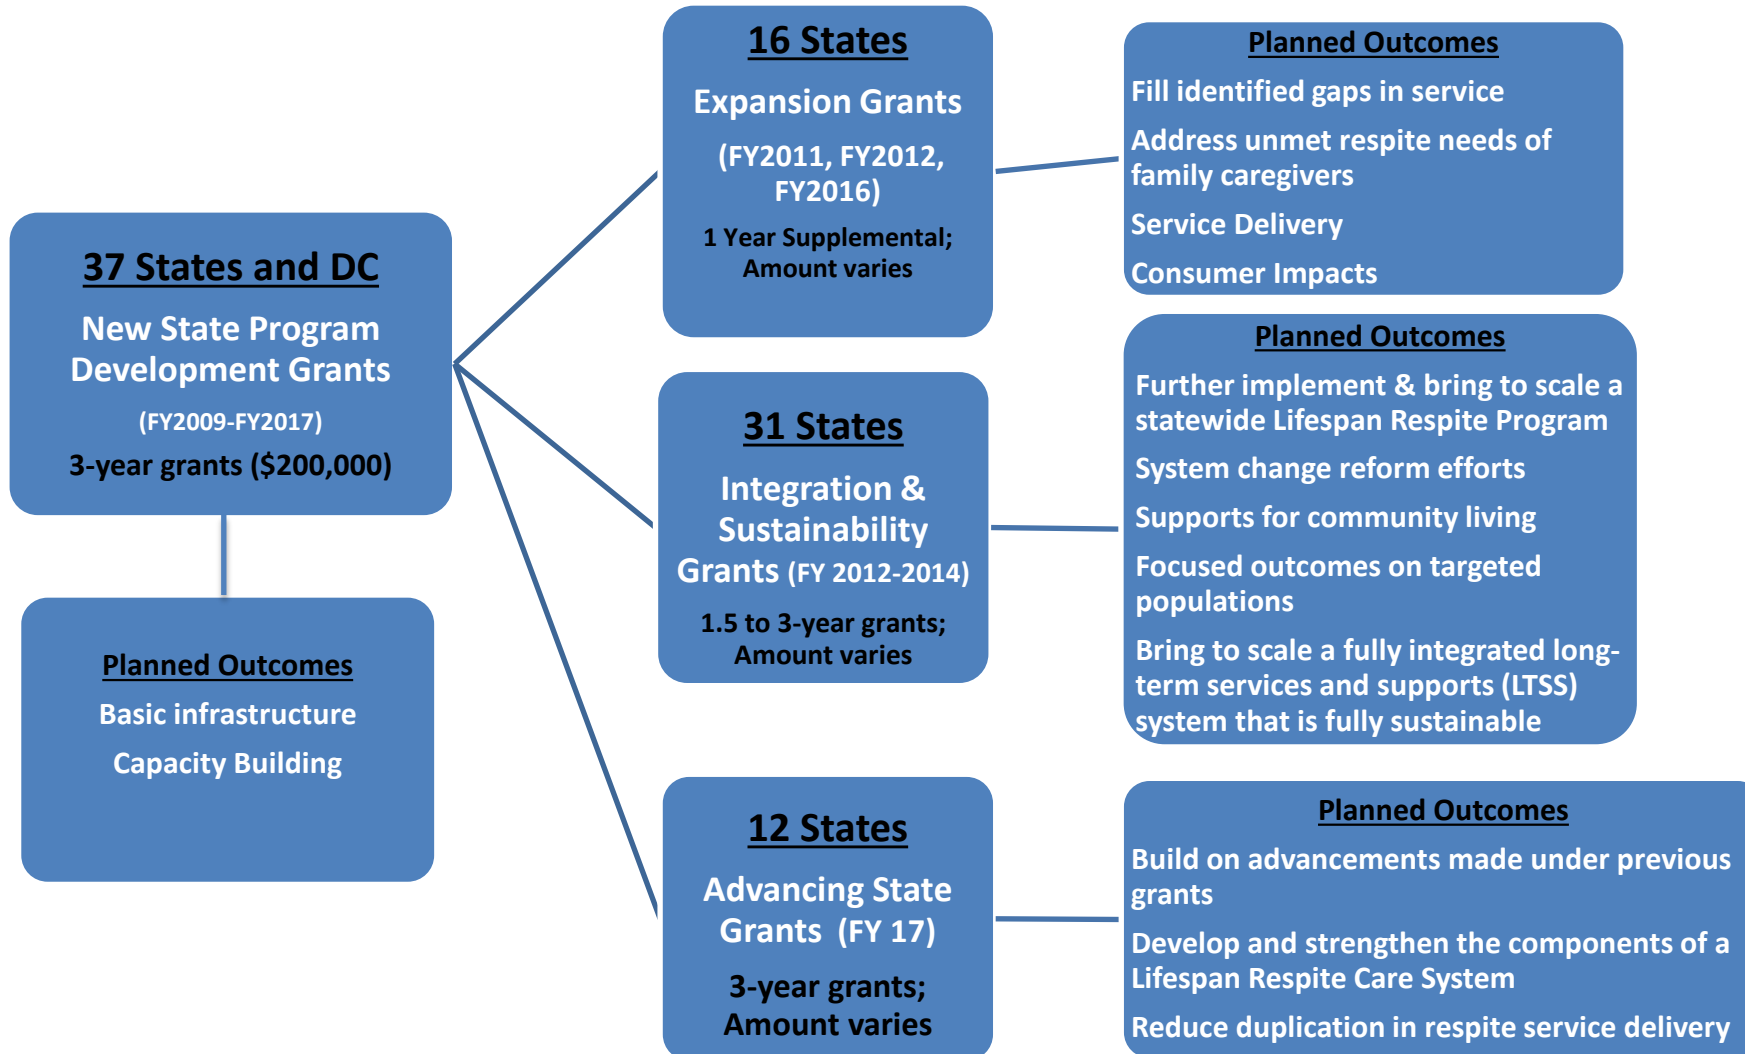 37 States and DC
New State Program
Development Grants
(FY2009-FY2017)
3-year grants ($200,000)
Planned Outcomes
Basic infrastructure
Capacity Building
16 States
Expansion Grants
(FY2011, FY2012,
FY2016)
1 Year Supplemental;
Amount varies
Planned Outcomes
Fill identified gaps in service
Address unmet respite needs of
family caregivers
Service Delivery
Consumer Impacts
31 States
Integration &
Sustainability
Grants (FY 2012-2014)
1.5 to 3-year grants;
Amount varies
Planned Outcomes
Further implement & bring to scale a
statewide Lifespan Respite Program
System change reform efforts
Supports for community living
Focused outcomes on targeted
populations
Bring to scale a fully integrated long-
term services and supports (LTSS)
system that is fully sustainable
12 States
Advancing State
Grants (FY 17)
3-year grants;
Amount varies
Planned Outcomes
Build on advancements made under previous
grants
Develop and strengthen the components of a
Lifespan Respite Care System
Reduce duplication in respite service delivery